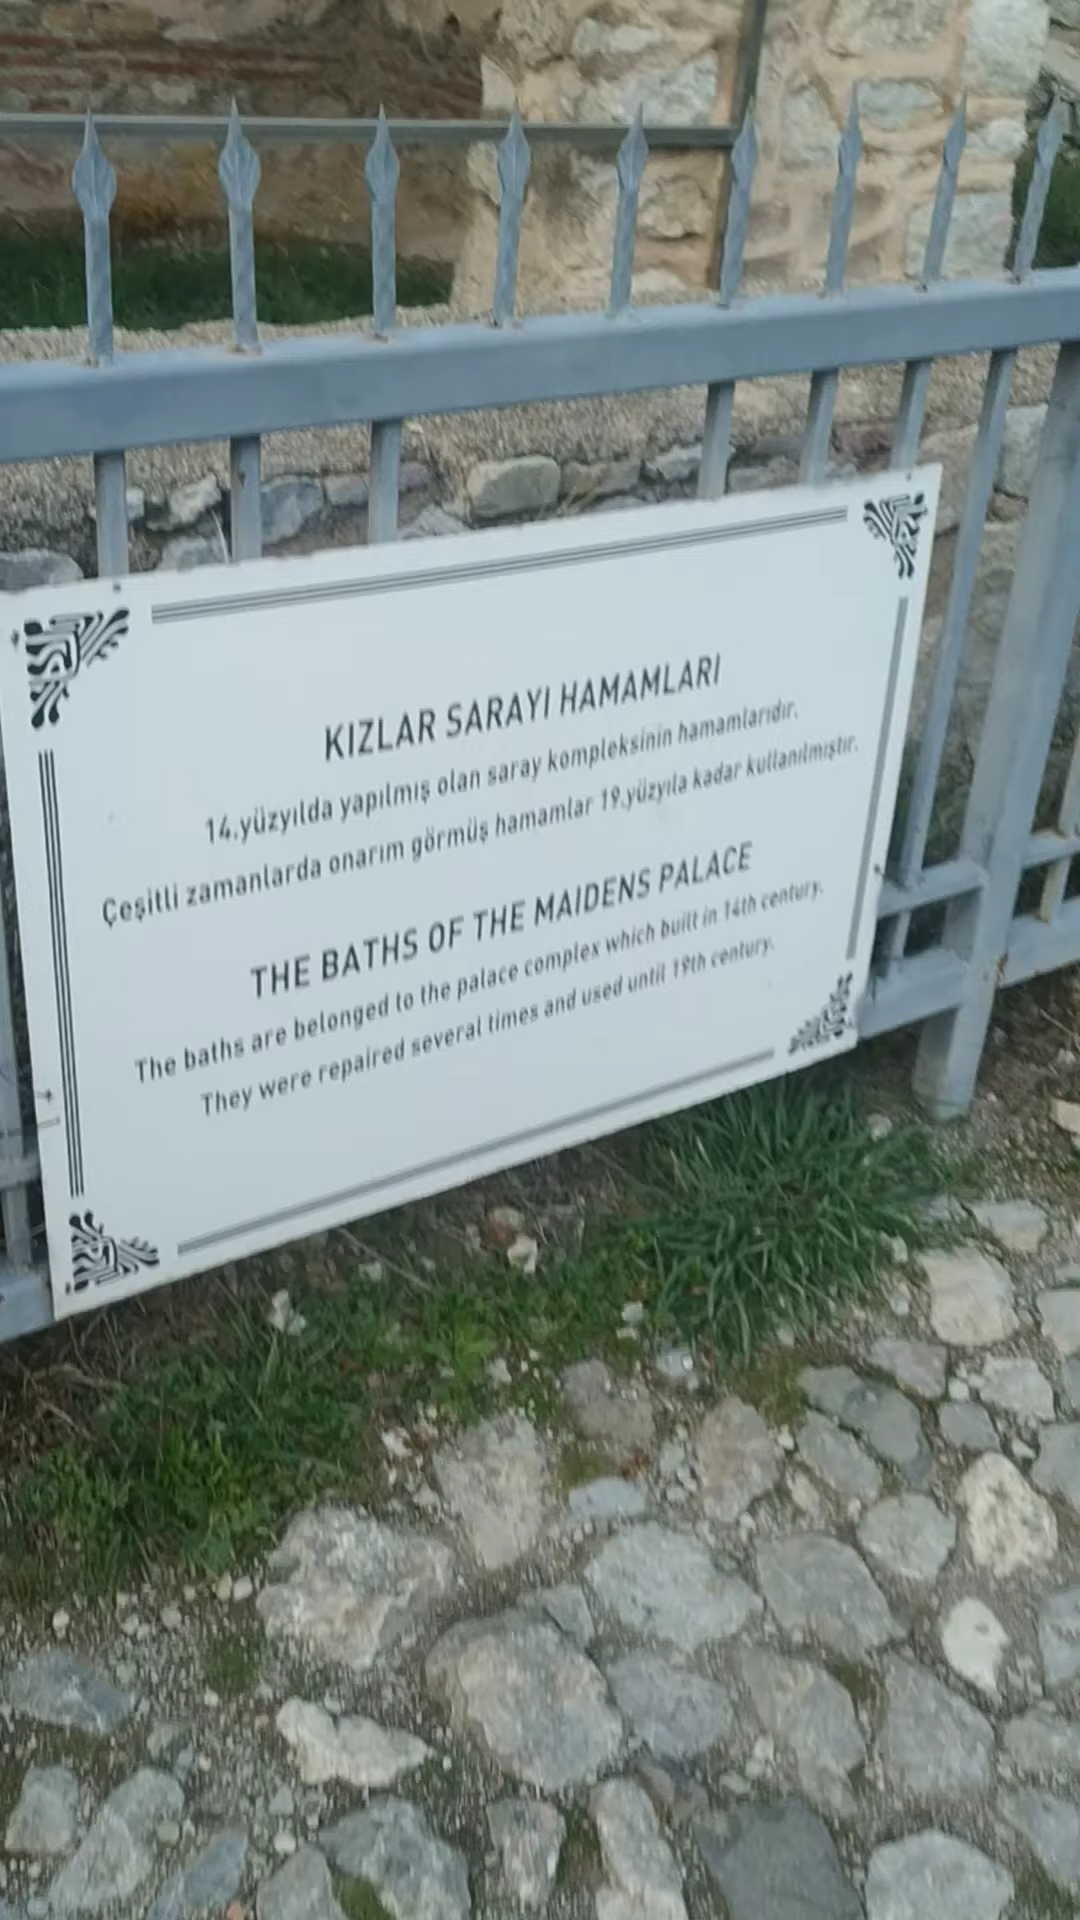 KIZLAR SARAYI HAMAMLARI
14.yüzyılda yapılmış olan saray kompleksinin hamamlarıdır.
Çeşitli zamanlarda onarım görmüş hamamlar 19.yüzyıla kadar kullanılmıştır.
THE BATHS OF THE MAIDENS PALACE
The baths are belonged to the palace complex which built in 14th century.
They were repaired several times and used until 19th century.